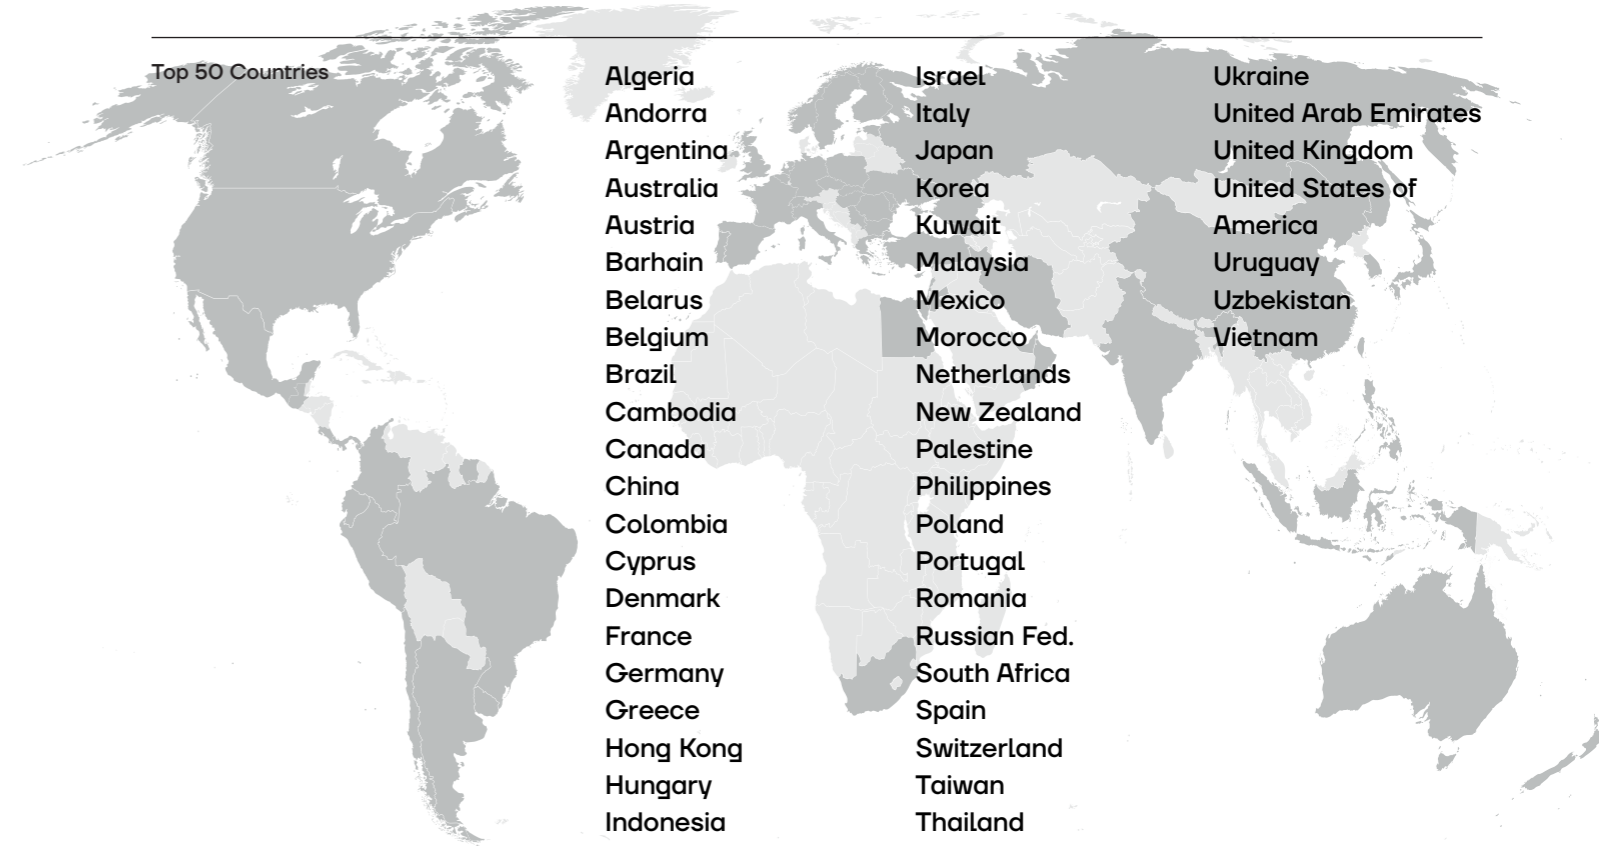 Top 50 Countries
Algeria
Andorra
Argentina
Australia
Austria
Barhain
Belarus
Belgium
Brazil
Cambodia
Canada
China
Colombia
Cyprus
Denmark
France
Germany
Greece
Hong Kong
Hungary
Indonesia
Israel
Italy
Japan
Korea
Kuwait
Malaysia
Mexico
Morocco
Netherlands
New Zealand
Palestine
Philippines
Poland
Portugal
Romania
Russian Fed.
South Africa
Spain
Switzerland
Taiwan
Thailand
Ukraine
United Arab Emirates
United Kingdom
United States of
America
Uruguay
Uzbekistan
Vietnam